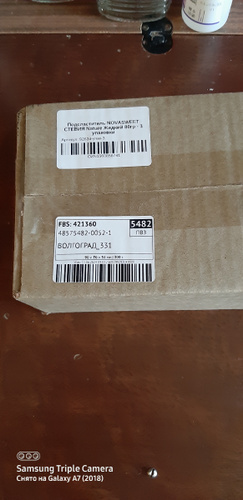 Подсластитель NOVASWEET
СТЕВИЯ Naturе Жидкий 80гр - 3
упаковки
FBS: 421360
5482
48575482-0052-1
ПВЗ
ВОЛГОГРАД_331
Samsung Triple Camera
Снято на Galaxy A7 (2018)